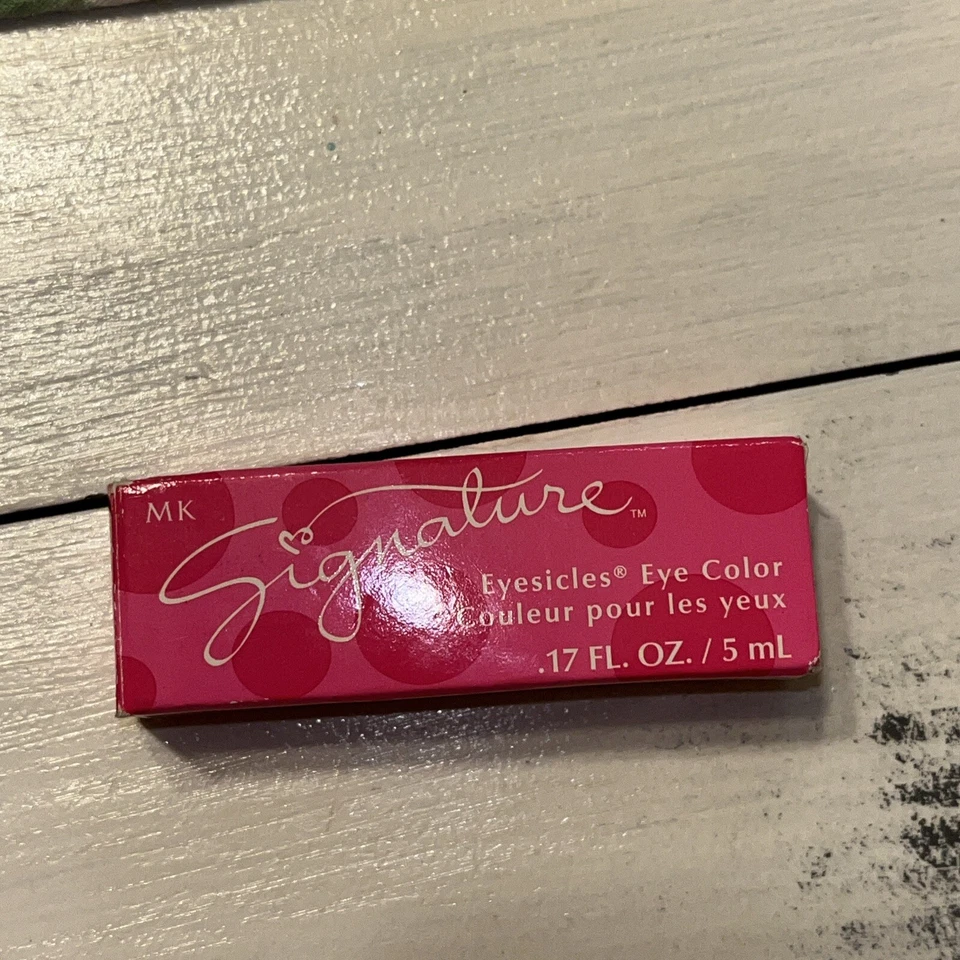 MK
Signature™
Eyesicles® Eye Color
Couleur pour les yeux
.17 FL. OZ. / 5 mL